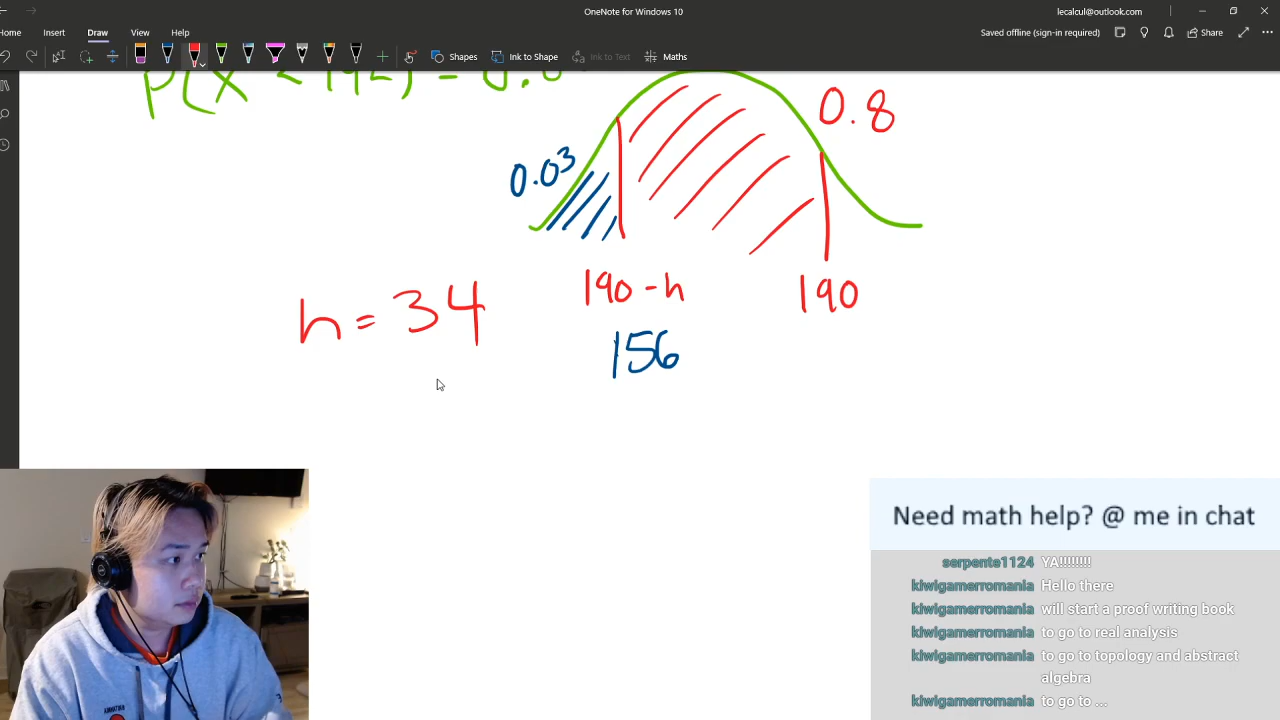 OneNote for Windows 10
lecalcul@outlook.com
Home Insert Draw View Help
Saved offline (sign-in required)
Share
Shapes
Ink to Shape
Ink to Text
Maths
0.8
0.03
190 - h
190
h = 34
156
Need math help? @ me in chat
serpente1124 YA!!!!!!!!
kiwigamerromania Hello there
kiwigamerromania will start a proof writing book
kiwigamerromania to go to real analysis
kiwigamerromania to go to topology and abstract
algebra
kiwigamerromania to go to ...